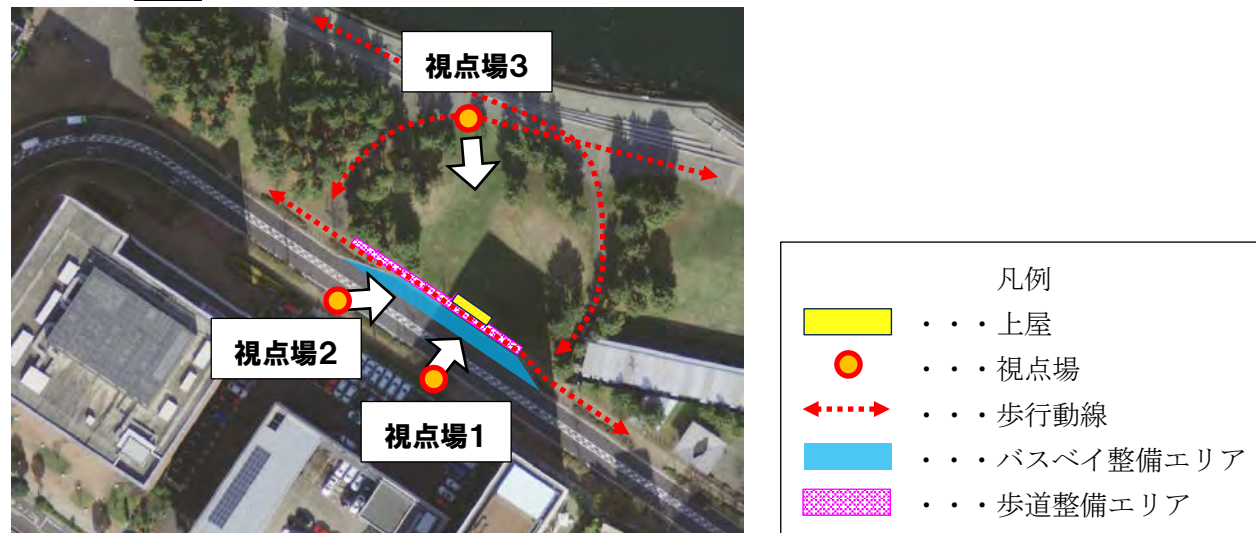 視点場3
視点場2
視点場1
凡例
・・・上屋
・・・視点場
・・・歩行動線
・・・バスベイ整備エリア
・・・歩道整備エリア